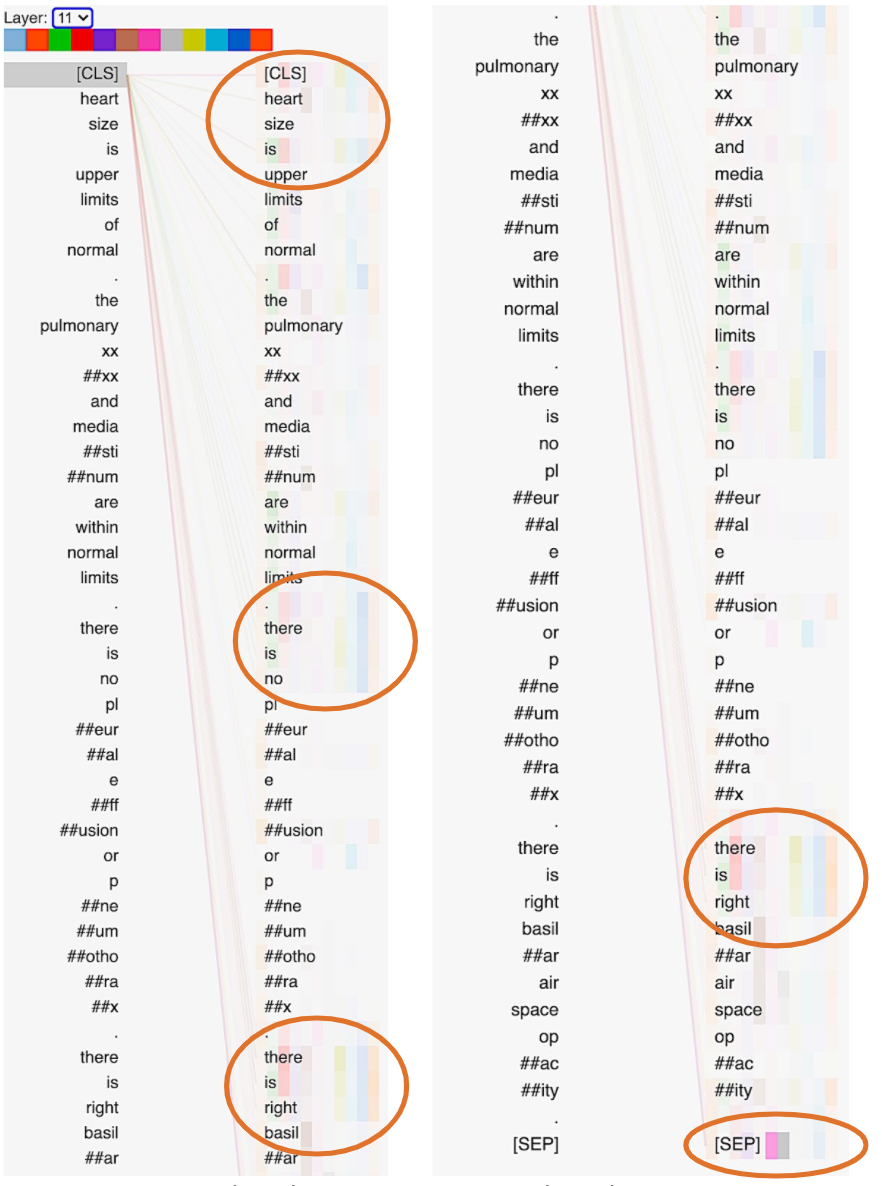 Layer: 11
[CLS] [CLS]
heart heart
size size
is is
upper upper
limits limits
of of
normal normal
. .
the the
pulmonary pulmonary
xx xx
##xx ##xx
and and
media media
##sti ##sti
##num ##num
are are
within within
normal normal
limits limits
. .
there there
is is
no no
pl pl
##eur ##eur
##al ##al
e e
##ff ##ff
##usion ##usion
or or
p p
##ne ##ne
##um ##um
##otho ##otho
##ra ##ra
##x ##x
. .
there there
is is
right right
basil basil
##ar ##ar
. .
the the
pulmonary pulmonary
xx xx
##xx ##xx
and and
media media
##sti ##sti
##num ##num
are are
within within
normal normal
limits limits
. .
there there
is is
no no
pl pl
##eur ##eur
##al ##al
e e
##ff ##ff
##usion ##usion
or or
p p
##ne ##ne
##um ##um
##otho ##otho
##ra ##ra
##x ##x
.
there there
is is
right right
basil basil
##ar ##ar
air air
space space
op op
##ac ##ac
##ity ##ity
.
[SEP] [SEP]